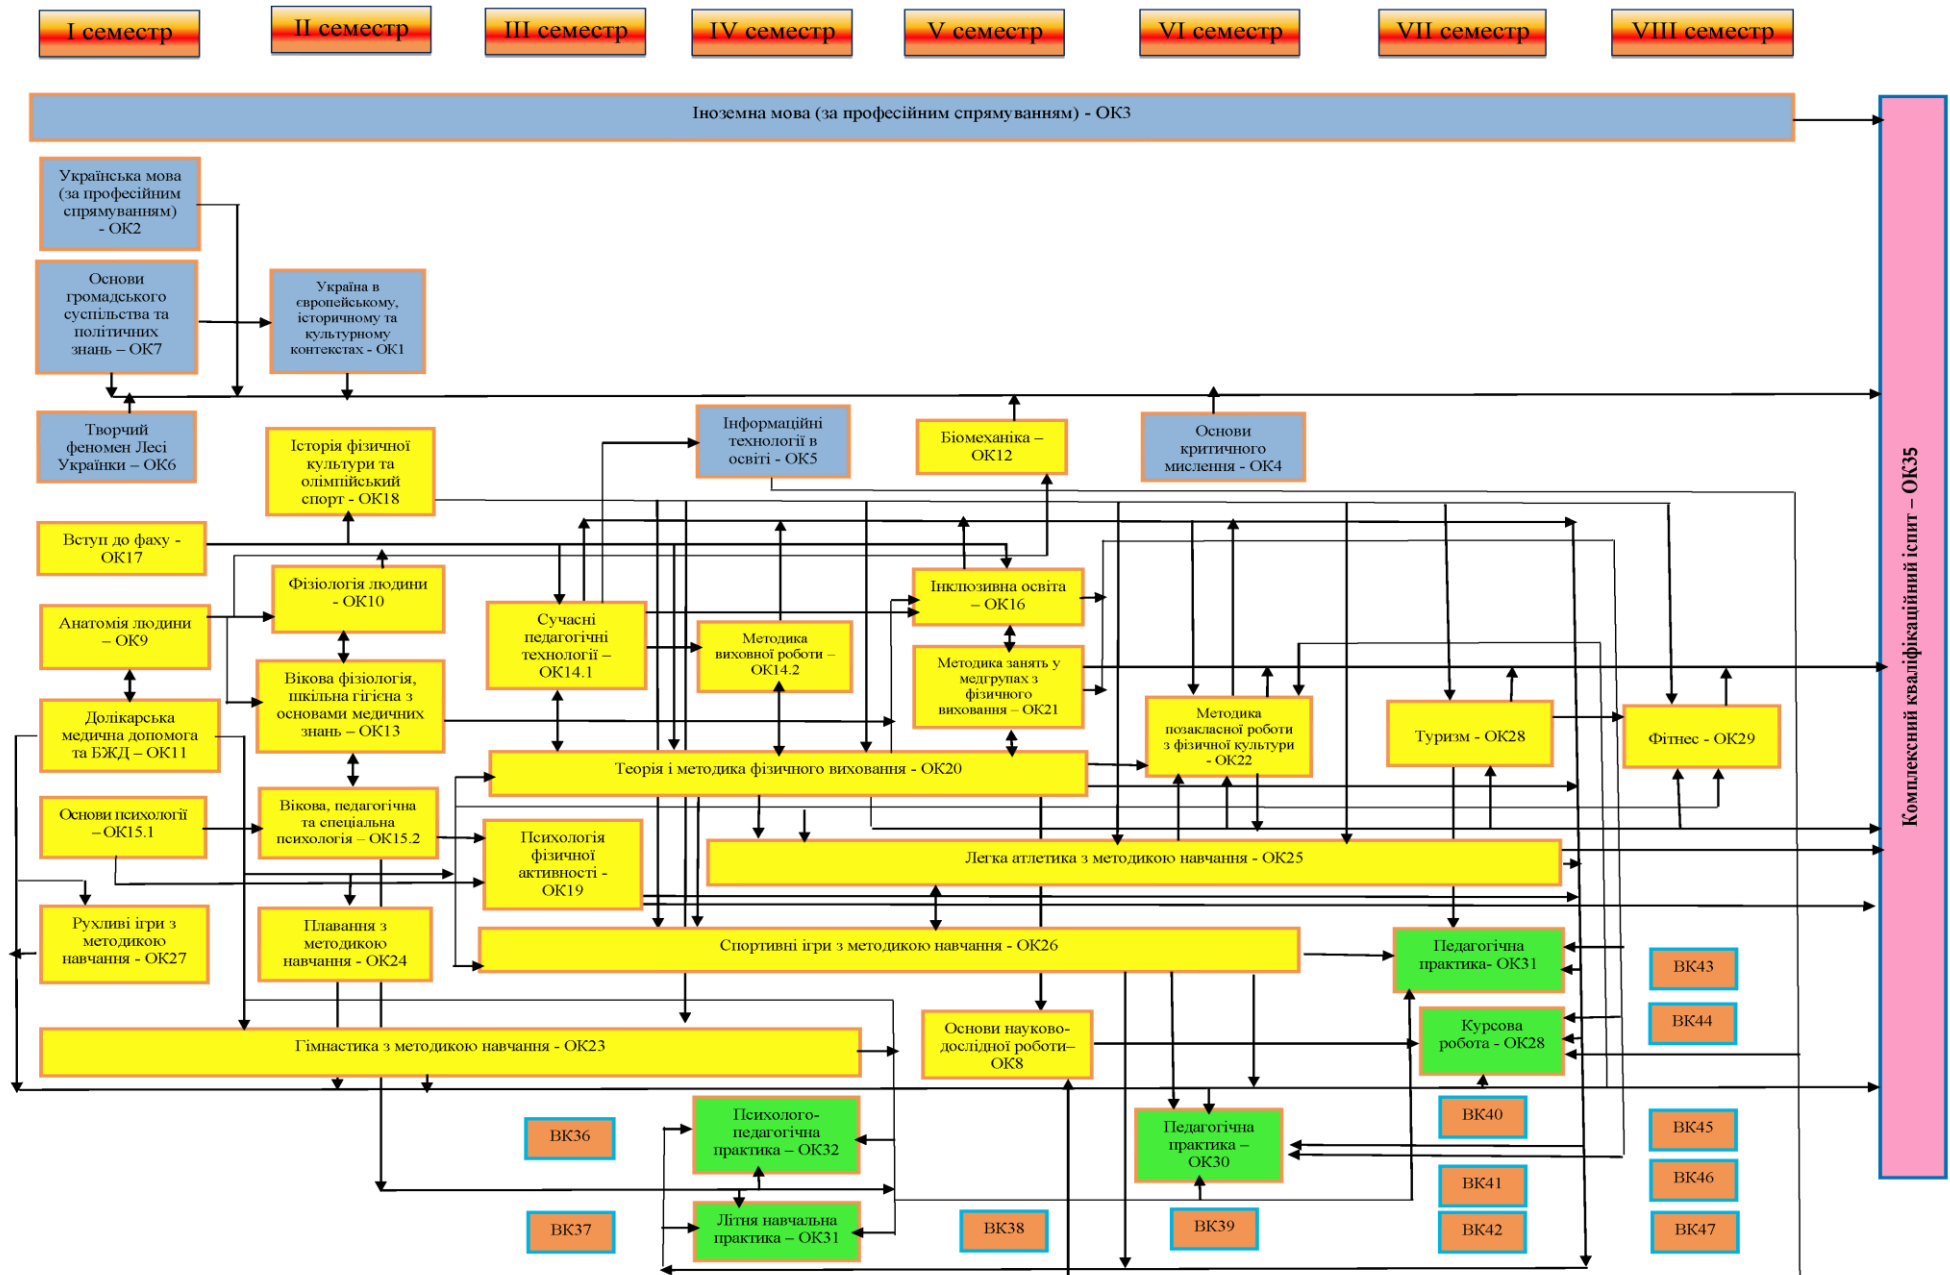 I семестр
II семестр
III семестр
IV семестр
V семестр
VI семестр
VII семестр
VIII семестр
Іноземна мова (за професійним спрямуванням) - ОК3
Українська мова
(за професійним
спрямуванням)
- ОК2
Основи
громадського
суспільства та
політичних
знань – ОК7
Україна в
європейському,
історичному та
культурному
контекстах - ОК1
Творчий
феномен Лесі
Українки – ОК6
Історія фізичної
культури та
олімпійський
спорт - ОК18
Інформаційні
технології в
освіті - ОК5
Біомеханіка –
ОК12
Основи
критичного
мислення - ОК4
Вступ до фаху -
ОК17
Фізіологія людини
- ОК10
Анатомія людини
– ОК9
Сучасні
педагогічні
технології –
ОК14.1
Методика
виховної роботи –
ОК14.2
Інклюзивна освіта
– ОК16
Вікова фізіологія,
шкільна гігієна з
основами медичних
знань – ОК13
Методика занять у
медгрупах з
фізичного
виховання – ОК21
Долікарська
медична допомога
та БЖД – ОК11
Методика
позакласної роботи
з фізичної культури
- ОК22
Туризм - ОК28
Фітнес - ОК29
Теорія і методика фізичного виховання - ОК20
Основи психології
– ОК15.1
Вікова, педагогічна
та спеціальна
психологія – ОК15.2
Психологія
фізичної
активності -
ОК19
Легка атлетика з методикою навчання - ОК25
Рухливі ігри з
методикою
навчання - ОК27
Плавання з
методикою
навчання - ОК24
Спортивні ігри з методикою навчання - ОК26
Педагогічна
практика- ОК31
ВК43
Гімнастика з методикою навчання - ОК23
Основи науково-
дослідної роботи–
ОК8
Курсова
робота - ОК28
ВК44
ВК36
Психолого-
педагогічна
практика – ОК32
Педагогічна
практика –
ОК30
ВК40
ВК45
ВК41
ВК46
ВК37
Літня навчальна
практика – ОК31
ВК38
ВК39
ВК42
ВК47
Комплексний кваліфікаційний іспит – ОК35